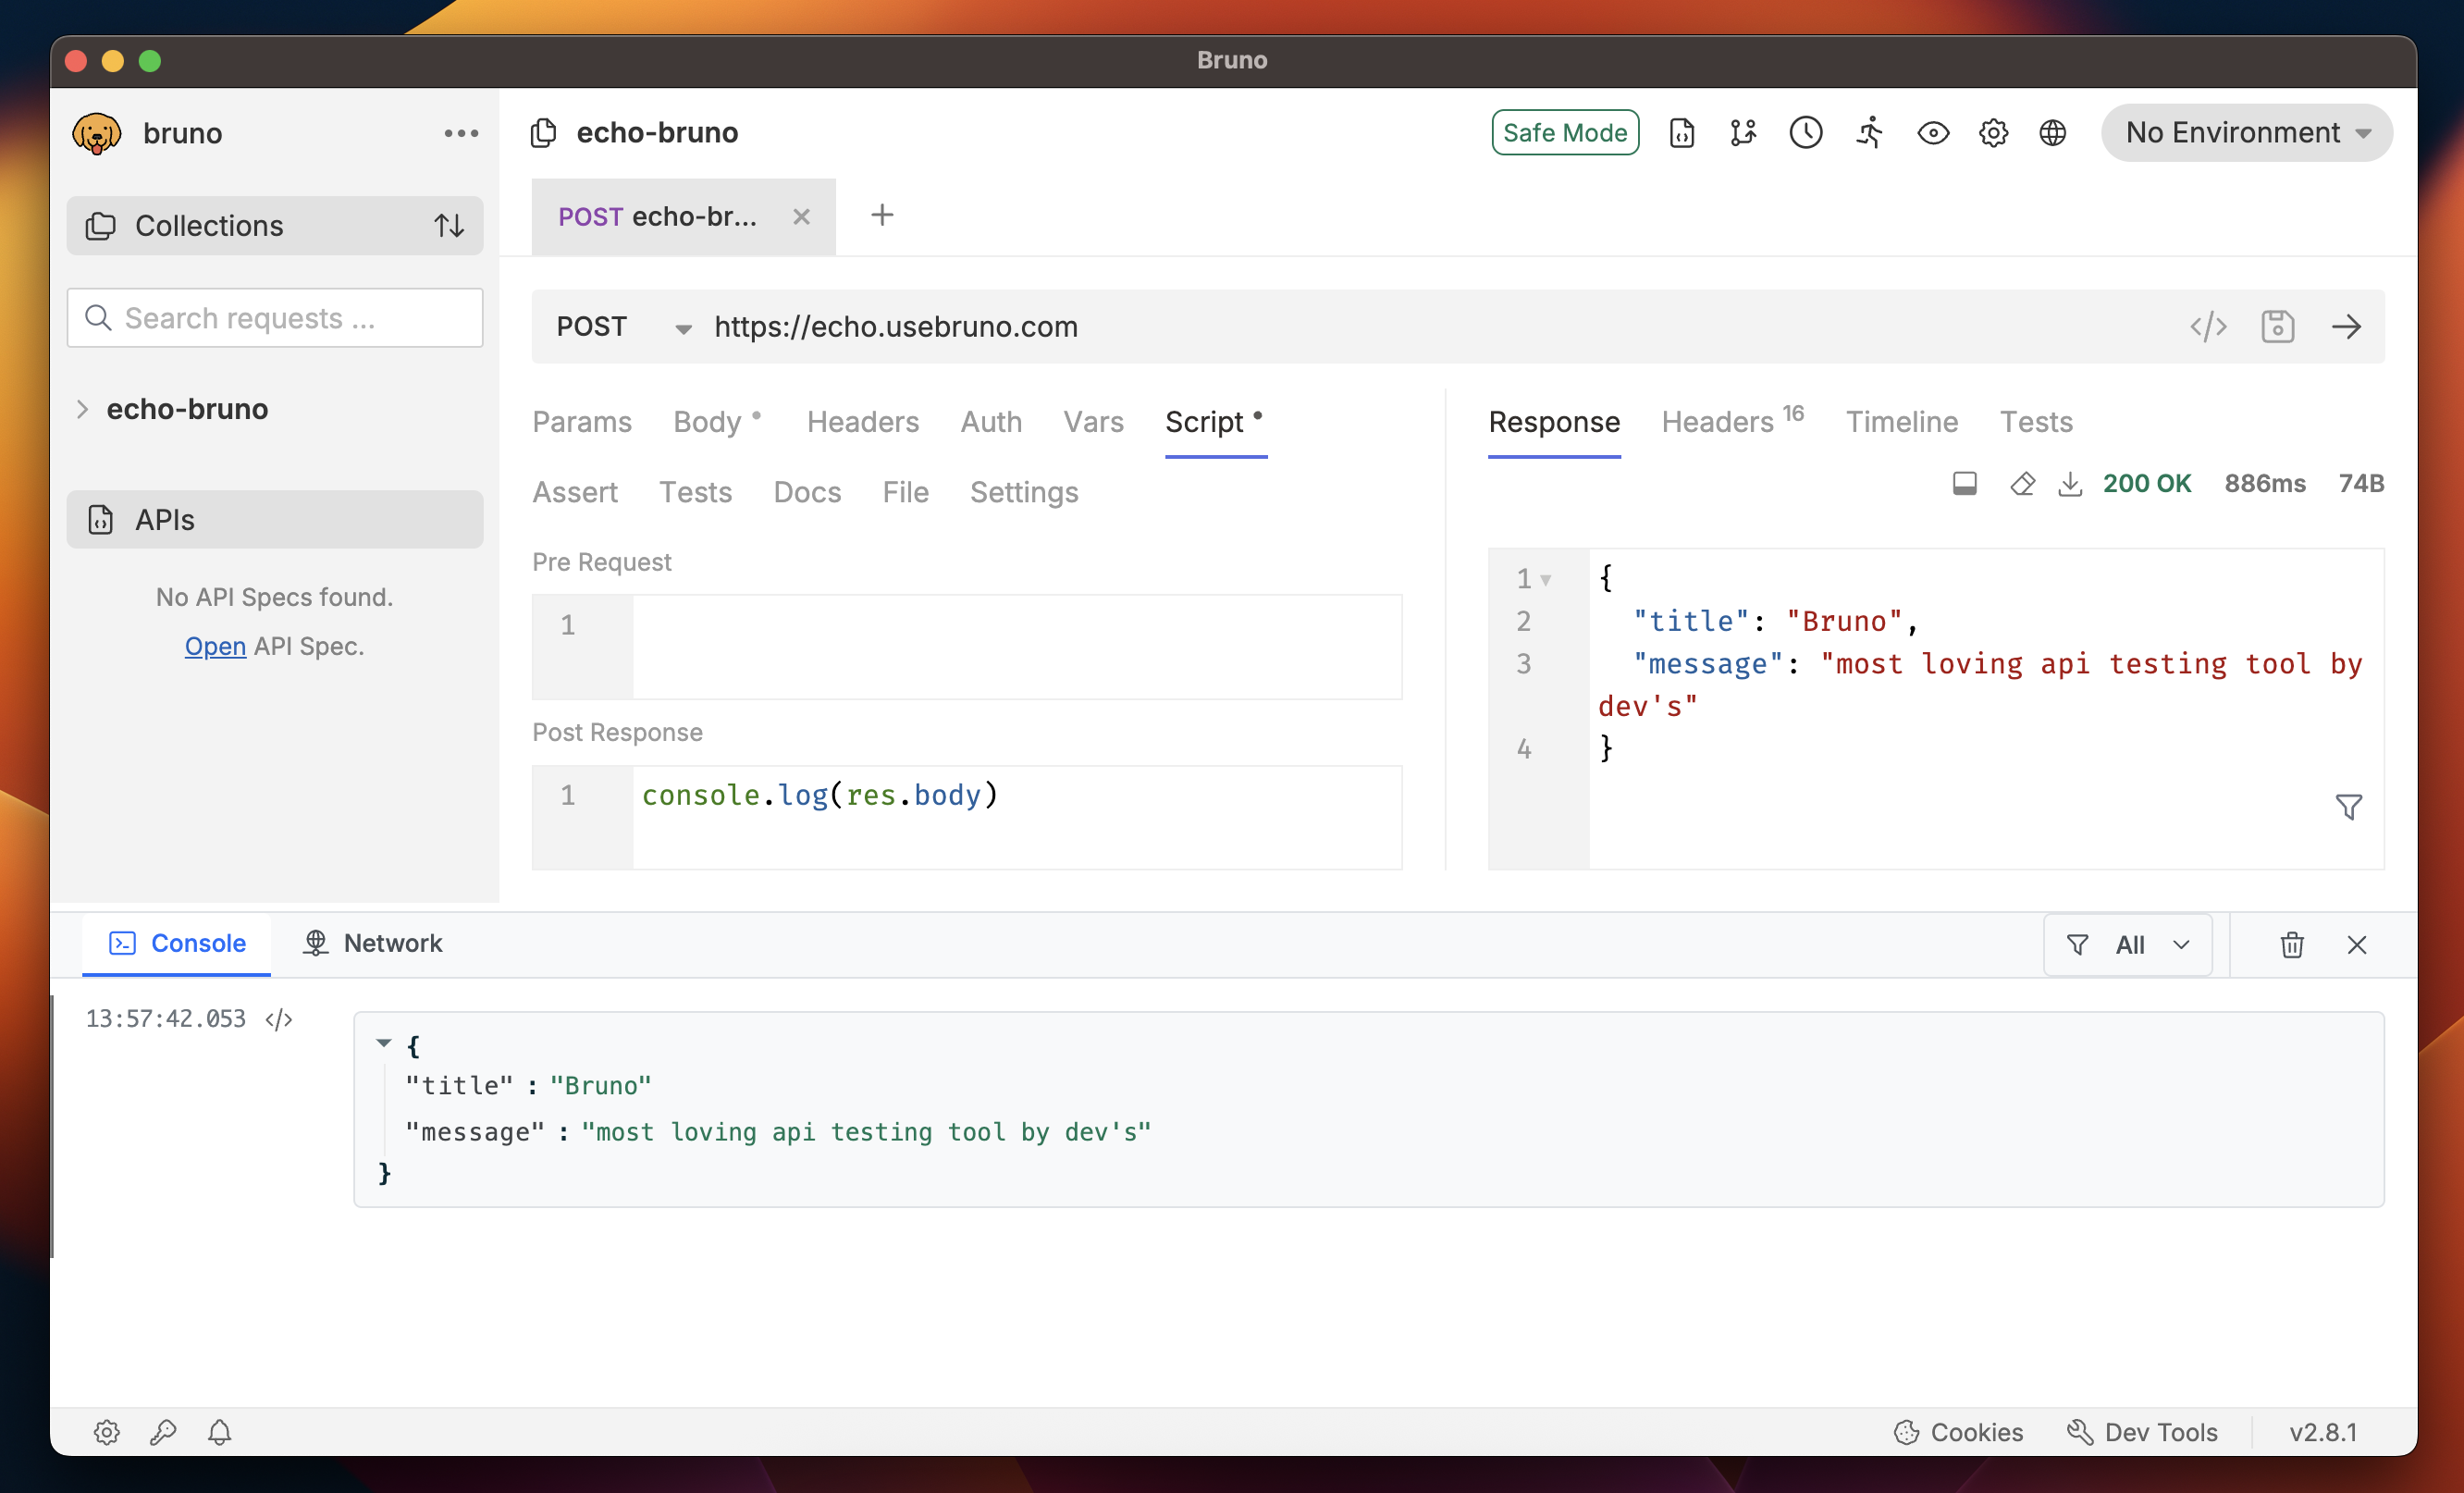 Bruno
bruno
echo-bruno
Safe Mode
No Environment
Collections
POST echo-br...
Search requests ...
POST https://echo.usebruno.com
echo-bruno
Params Body Headers Auth Vars Script
Assert Tests Docs File Settings
Response Headers 16 Timeline Tests
200 OK 886ms 74B
APIs
No API Specs found.
Open API Spec.
Pre Request
1
Post Response
1 console.log(res.body)
1 {
2 "title": "Bruno",
3 "message": "most loving api testing tool by
dev's"
4 }
Console Network
All
13:57:42.053 </>
{
"title" : "Bruno"
"message" : "most loving api testing tool by dev's"
}
Cookies Dev Tools v2.8.1